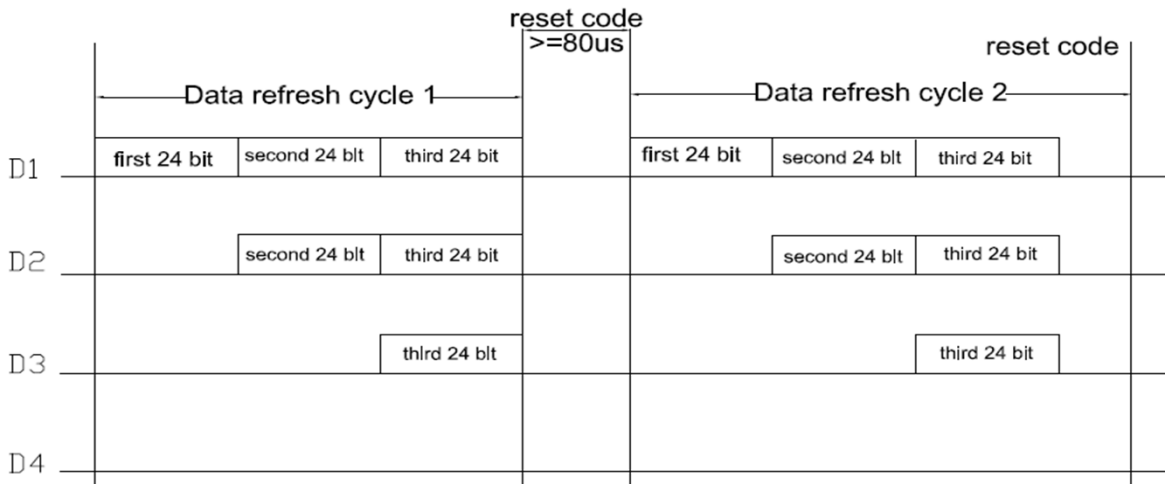 reset code
>=80us
reset code
Data refresh cycle 1
Data refresh cycle 2
D1
first 24 bit
second 24 blt
third 24 bit
first 24 bit
second 24 blt
third 24 bit
D2
second 24 blt
third 24 bit
second 24 blt
third 24 bit
D3
thlrd 24 blt
third 24 bit
D4